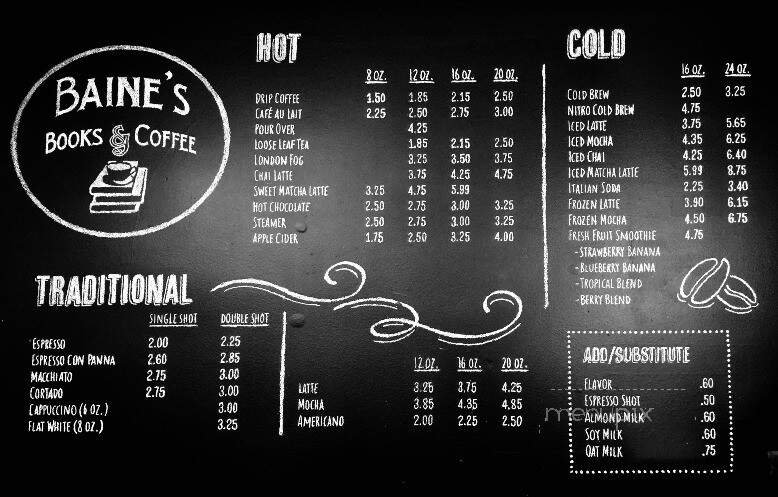 BAINE'S
BOOKS & COFFEE
HOT
8 OZ. 12 OZ. 16 OZ. 20 OZ.
DRIP COFFEE 1.50 1.85 2.15 2.50
CAFÉ AU LAIT 2.25 2.50 2.75 3.00
POUR OVER 4.25
LOOSE LEAF TEA 1.85 2.15 2.50
LONDON FOG 3.25 3.50 3.75
CHAI LATTE 3.75 4.25 4.75
SWEET MATCHA LATTE 3.25 4.75 5.99
HOT CHOCOLATE 2.50 2.75 3.00 3.25
STEAMER 2.50 2.75 3.00 3.25
APPLE CIDER 1.75 2.50 3.25 4.00
COLD
16 OZ. 24 OZ.
COLD BREW 2.50 3.25
NITRO COLD BREW 4.75
ICED LATTE 3.75 5.65
ICED MOCHA 4.35 6.25
ICED CHAI 4.25 6.40
ICED MATCHA LATTE 5.99 8.75
ITALIAN SODA 2.25 3.40
FROZEN LATTE 3.90 6.15
FROZEN MOCHA 4.50 6.75
FRESH FRUIT SMOOTHIE 4.75
-STRAWBERRY BANANA
-BLUEBERRY BANANA
-TROPICAL BLEND
-BERRY BLEND
TRADITIONAL
SINGLE SHOT DOUBLE SHOT
ESPRESSO 2.00 2.25
ESPRESSO CON PANNA 2.60 2.85
MACCHIATO 2.75 3.00
CORTADO 2.75 3.00
CAPPUCCINO (6 OZ.) 3.00
FLAT WHITE (8 OZ.) 3.25
12 OZ. 16 OZ. 20 OZ.
LATTE 3.25 3.75 4.25
MOCHA 3.85 4.35 4.85
AMERICANO 2.00 2.25 2.50
ADD/SUBSTITUTE
FLAVOR .60
ESPRESSO SHOT .50
ALMOND MILK .60
SOY MILK .60
OAT MILK .75
menupix